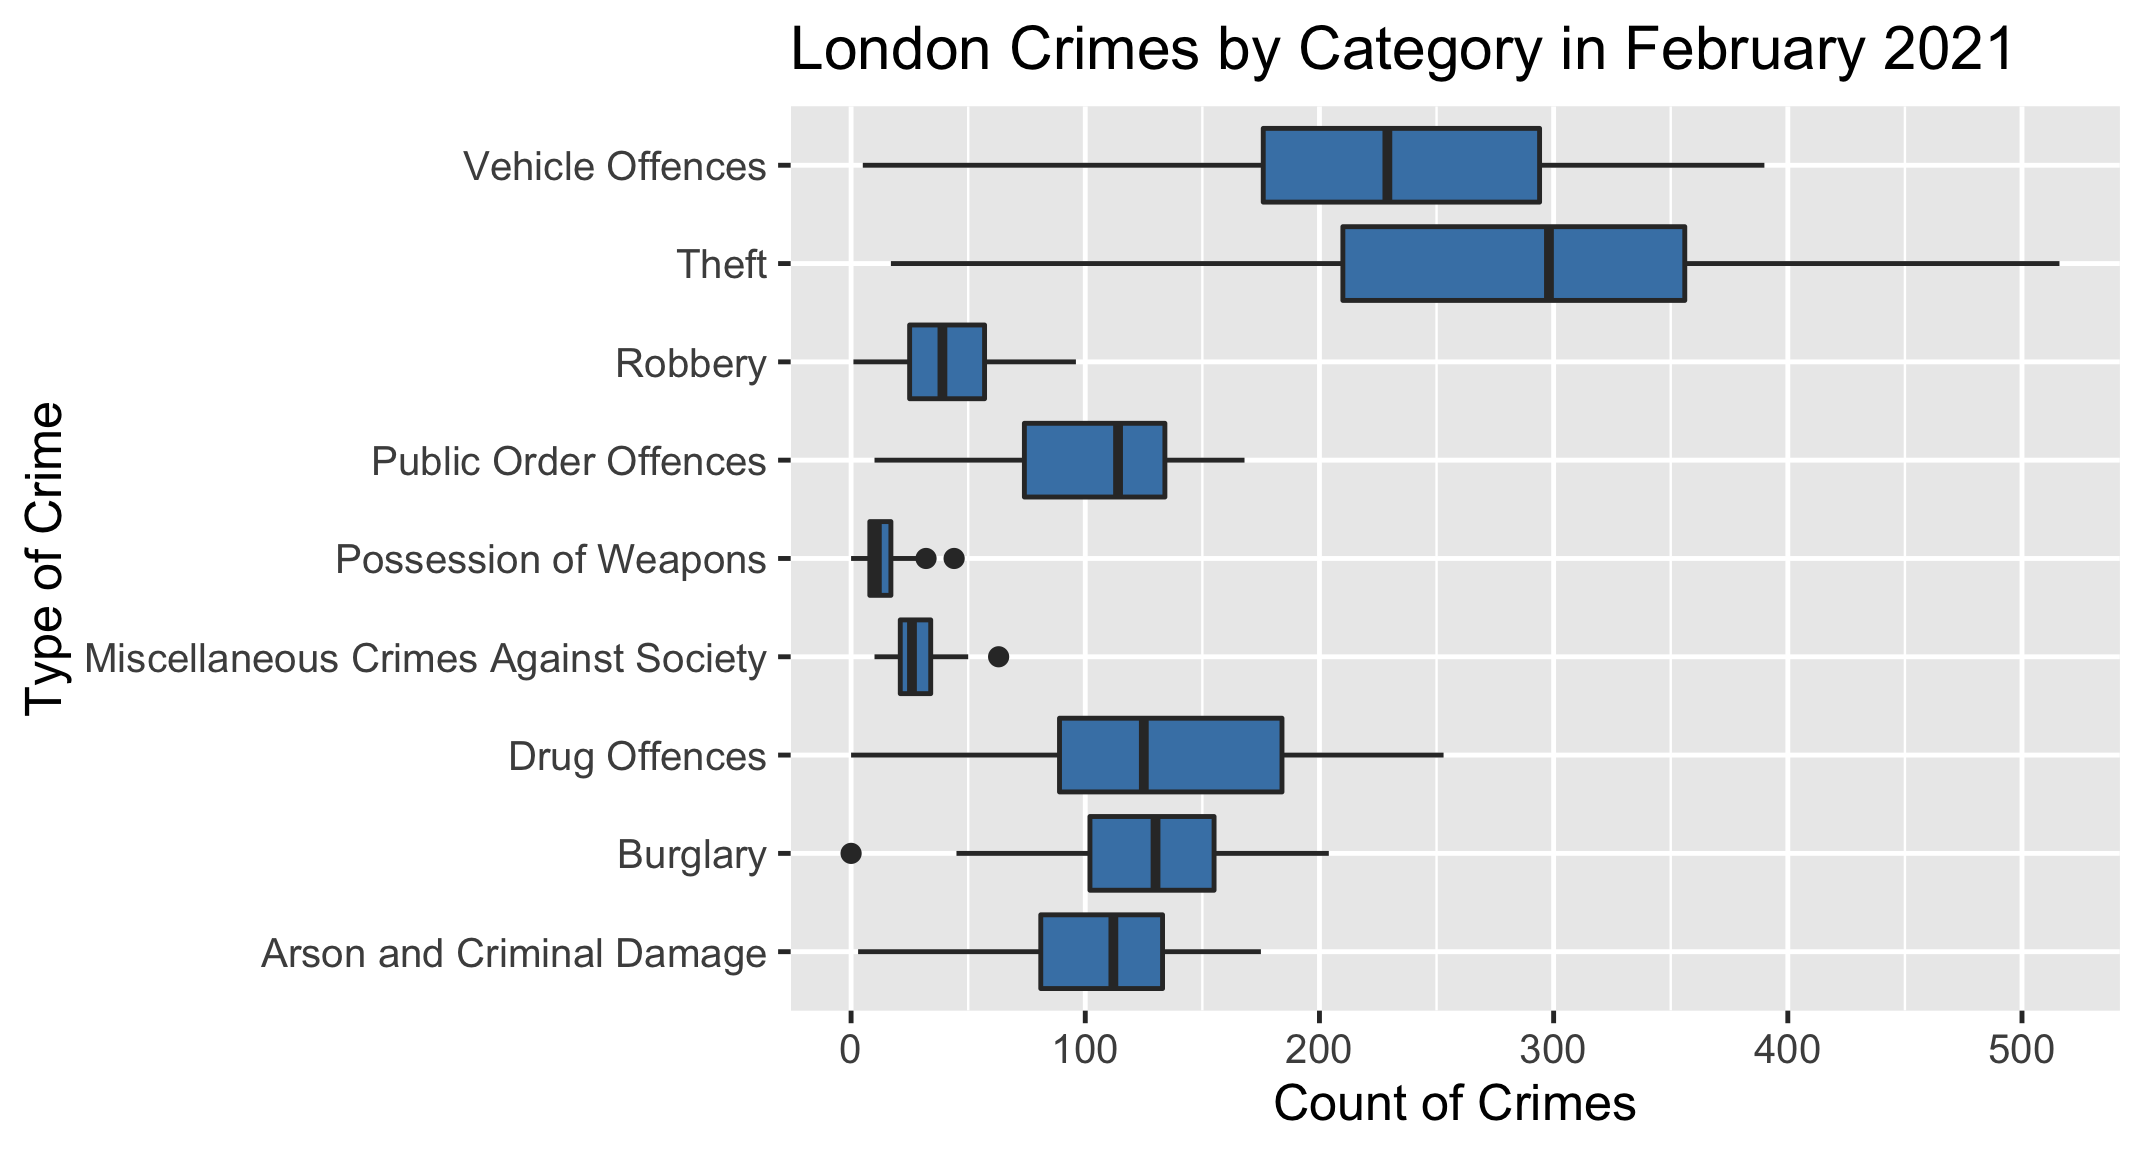 London Crimes by Category in February 2021
Type of Crime
Vehicle Offences
Theft
Robbery
Public Order Offences
Possession of Weapons
Miscellaneous Crimes Against Society
Drug Offences
Burglary
Arson and Criminal Damage
0 100 200 300 400 500
Count of Crimes